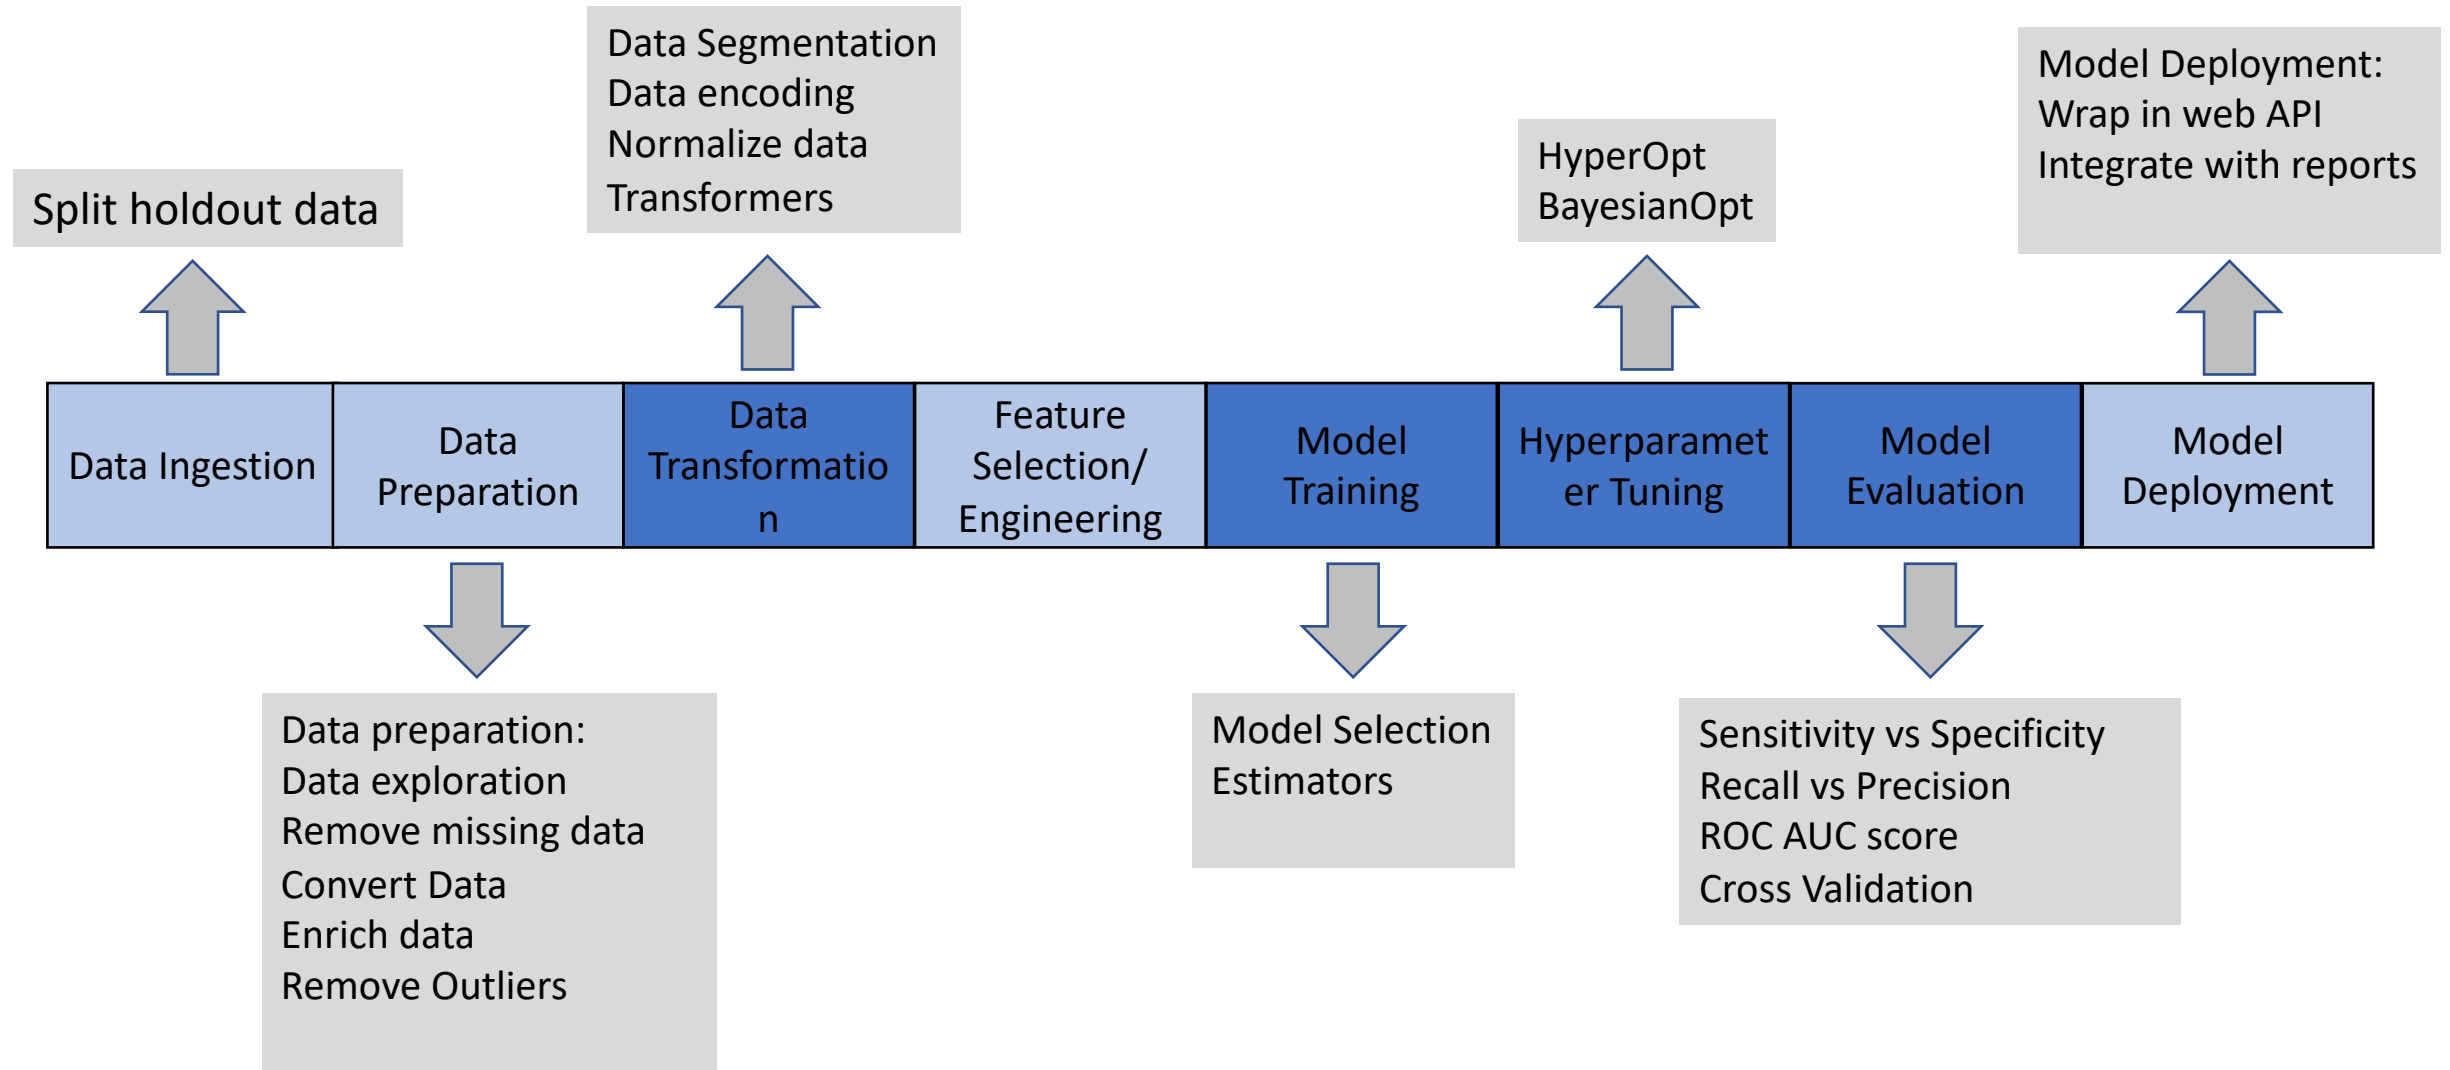 Split holdout data
Data Segmentation
Data encoding
Normalize data
Transformers
HyperOpt
BayesianOpt
Model Deployment:
Wrap in web API
Integrate with reports
Data Ingestion
Data
Preparation
Data
Transformatio
n
Feature
Selection/
Engineering
Model
Training
Hyperparamet
er Tuning
Model
Evaluation
Model
Deployment
Data preparation:
Data exploration
Remove missing data
Convert Data
Enrich data
Remove Outliers
Model Selection
Estimators
Sensitivity vs Specificity
Recall vs Precision
ROC AUC score
Cross Validation